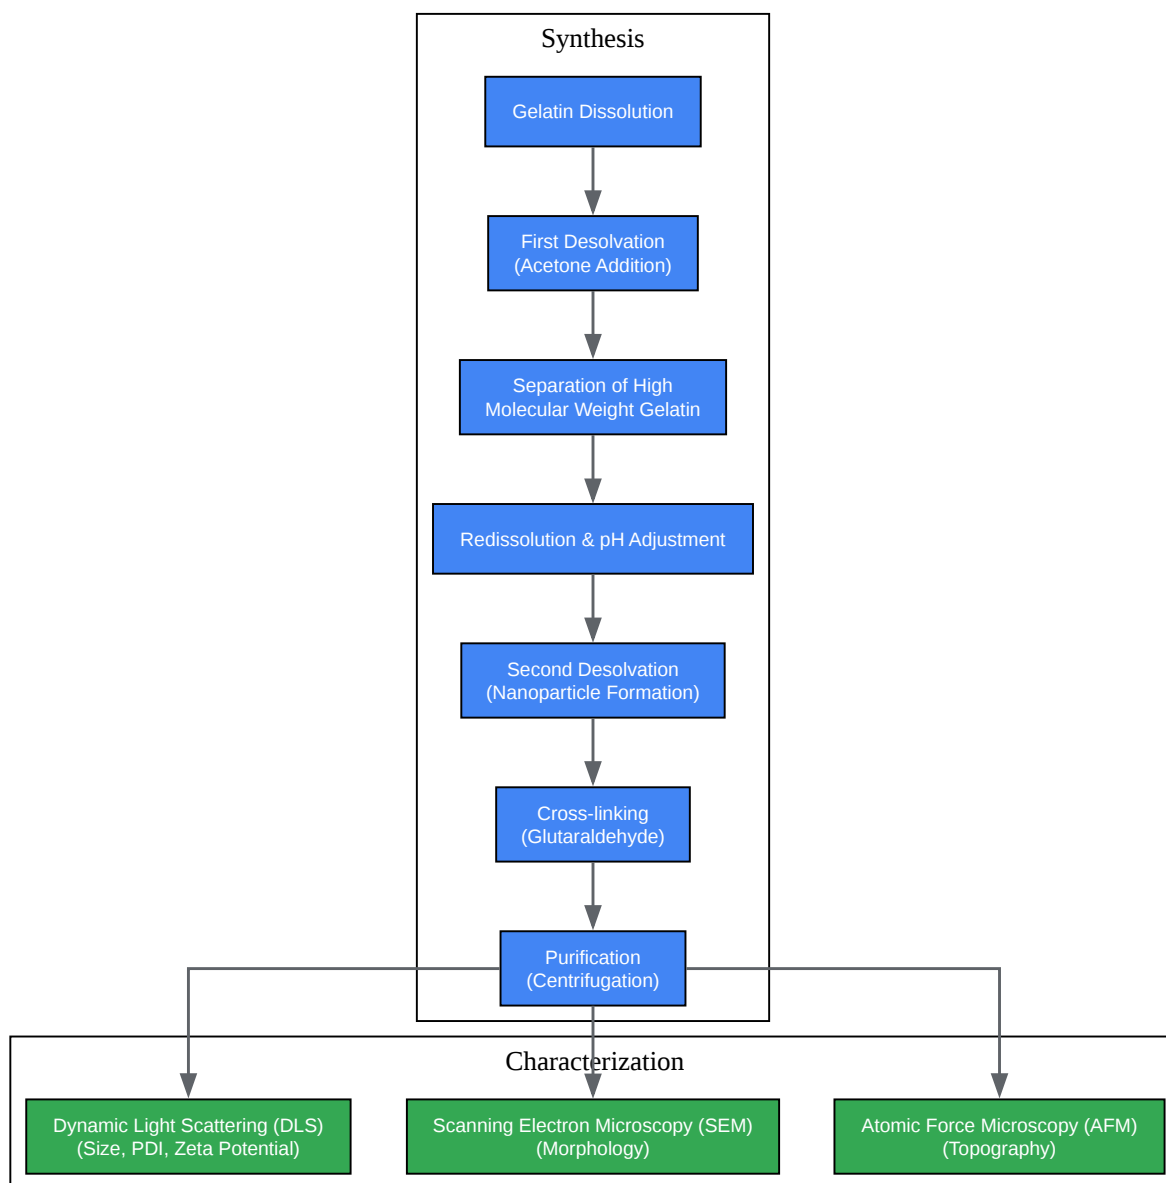 Synthesis
Gelatin Dissolution
First Desolvation
(Acetone Addition)
Separation of High
Molecular Weight Gelatin
Redissolution & pH Adjustment
Second Desolvation
(Nanoparticle Formation)
Cross-linking
(Glutaraldehyde)
Purification
(Centrifugation)
Characterization
Dynamic Light Scattering (DLS)
(Size, PDI, Zeta Potential)
Scanning Electron Microscopy (SEM)
(Morphology)
Atomic Force Microscopy (AFM)
(Topography)